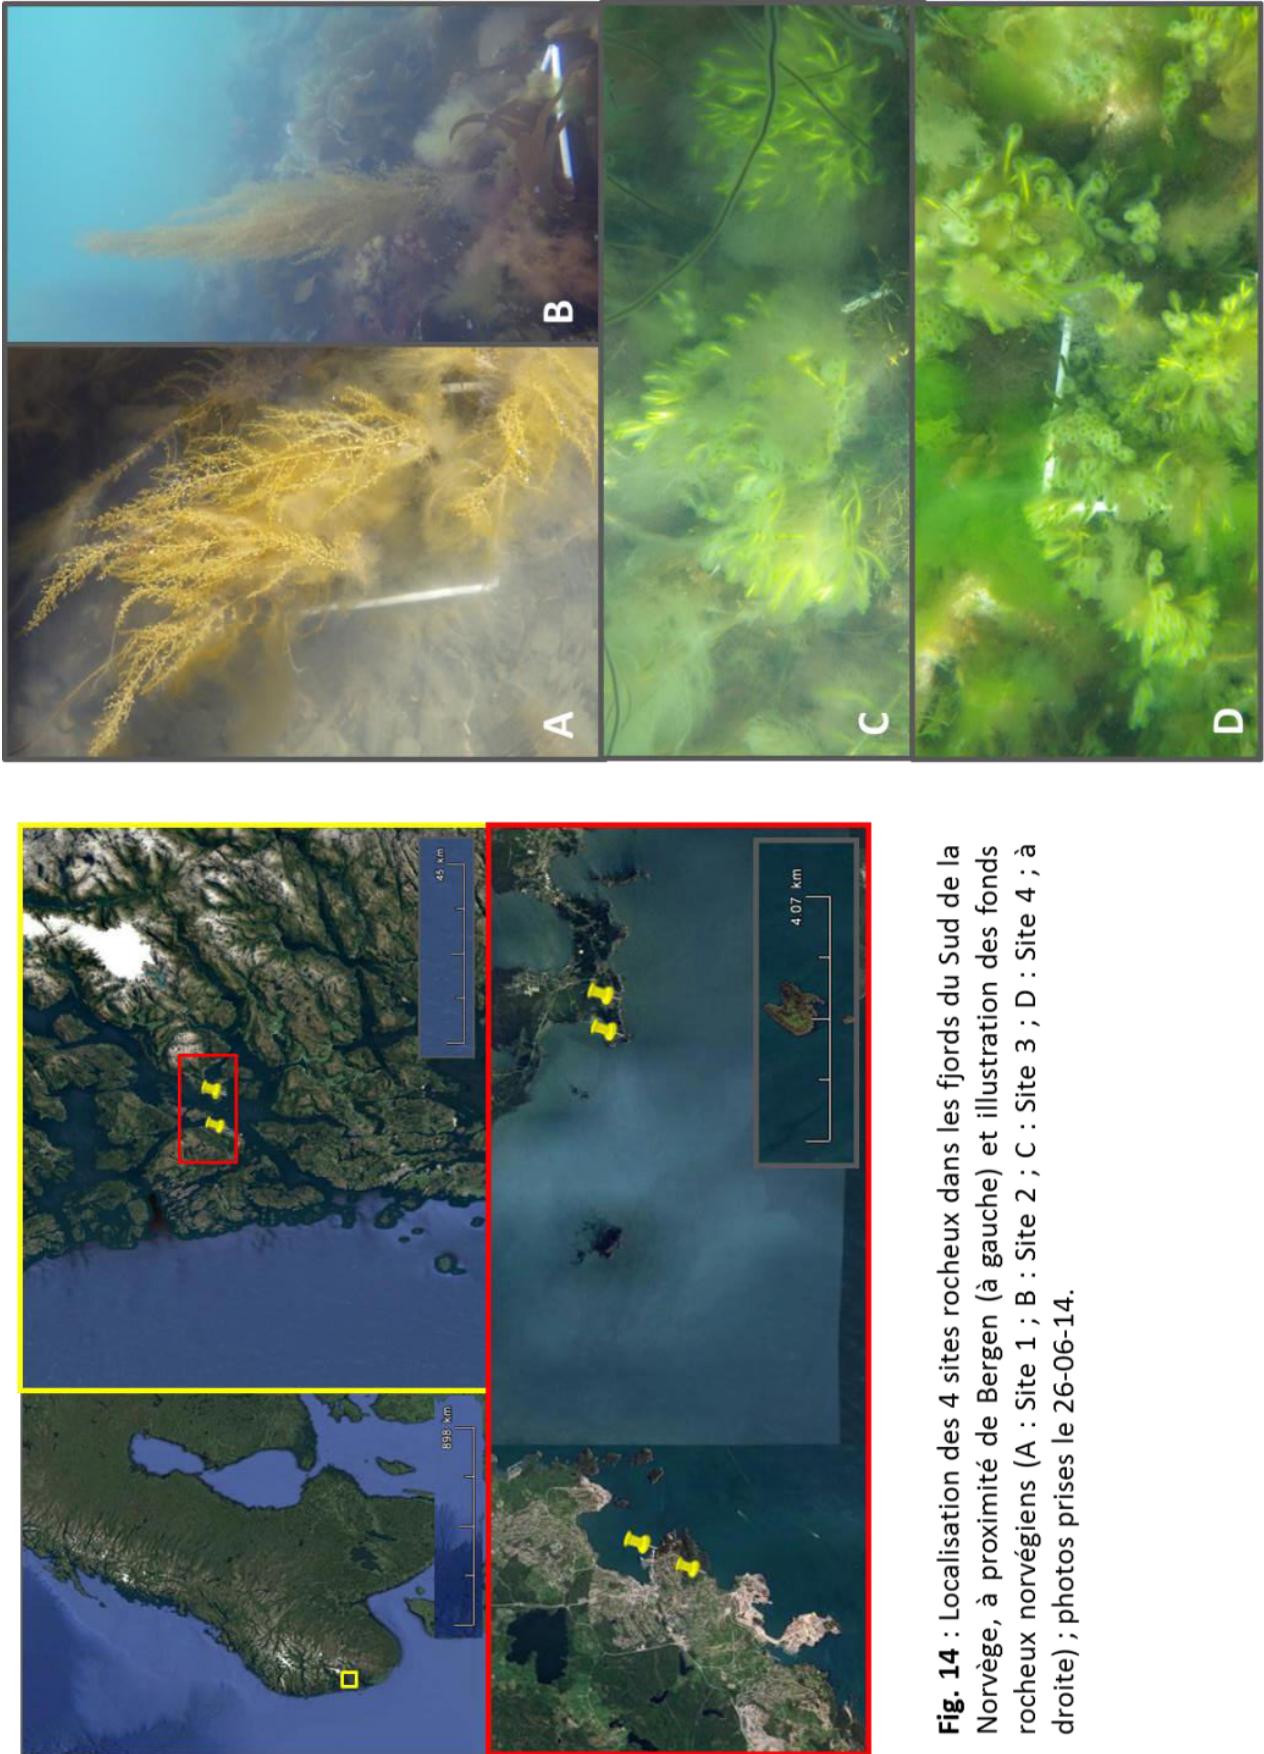 898 km
45 km
4.07 km
A
B
C
D
Fig. 14 : Localisation des 4 sites rocheux dans les fjords du Sud de la
Norvège, à proximité de Bergen (à gauche) et illustration des fonds
rocheux norvégiens (A : Site 1 ; B : Site 2 ; C : Site 3 ; D : Site 4 ; à
droite) ; photos prises le 26-06-14.